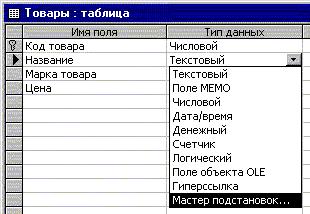 Товары : таблица
Имя поля Тип данных
Код товара Числовой
Название Текстовый
Марка товара Текстовый
Цена Поле MEMO
Числовой
Дата/время
Денежный
Счетчик
Логический
Поле объекта OLE
Гиперссылка
Мастер подстановок...